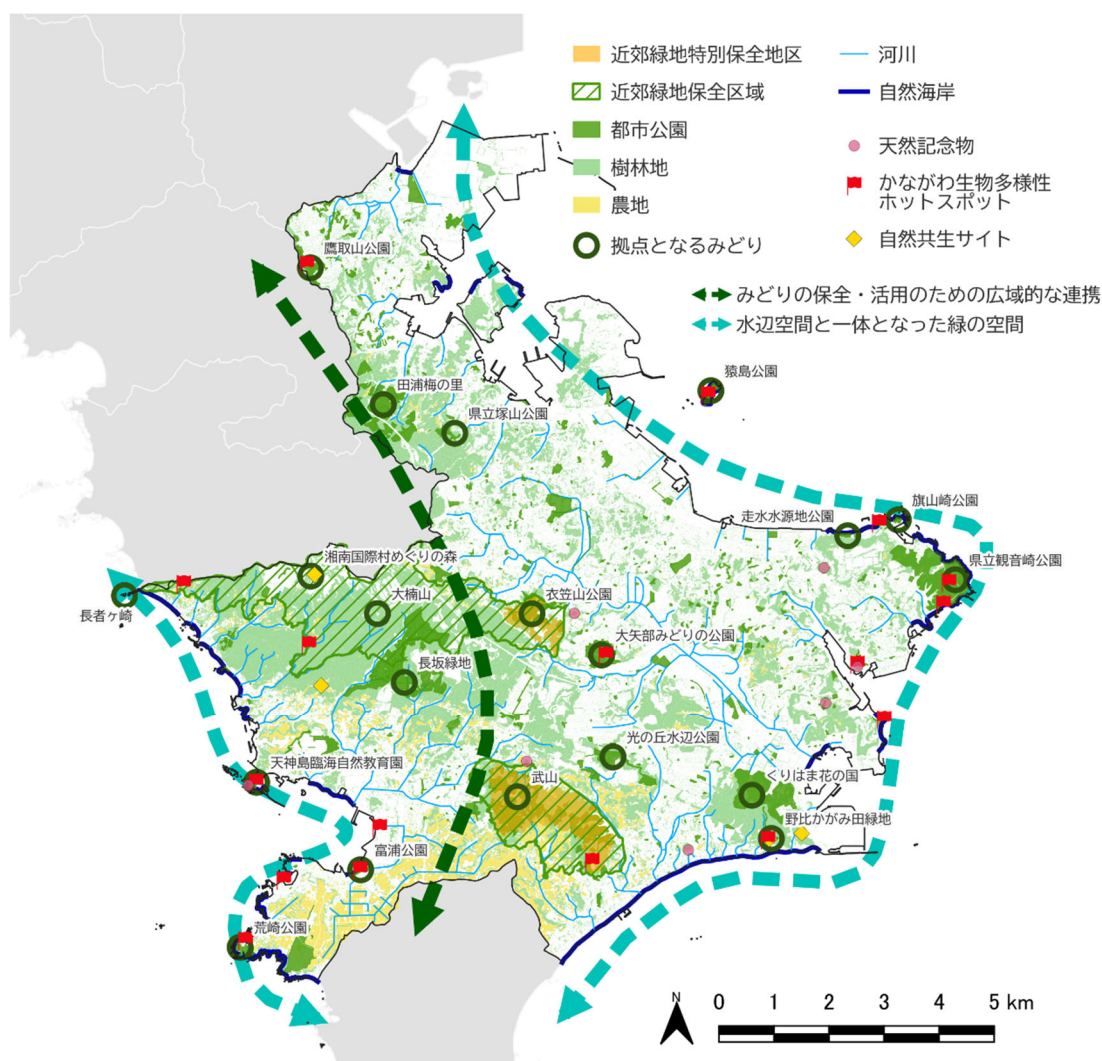 近郊緑地特別保全地区
近郊緑地保全区域
都市公園
樹林地
農地
拠点となるみどり
河川
自然海岸
天然記念物
かながわ生物多様性
ホットスポット
自然共生サイト
みどりの保全・活用のための広域的な連携
水辺空間と一体となった緑の空間
鷹取山公園
猿島公園
田浦梅の里
県立塚山公園
旗山崎公園
走水水源地公園
県立観音崎公園
湘南国際村めぐりの森
大楠山
衣笠山公園
長者ヶ崎
大矢部みどりの公園
長坂緑地
光の丘水辺公園
天神島臨海自然教育園
武山
くりはま花の国
野比かがみ田緑地
富浦公園
荒崎公園
N
0 1 2 3 4 5 km